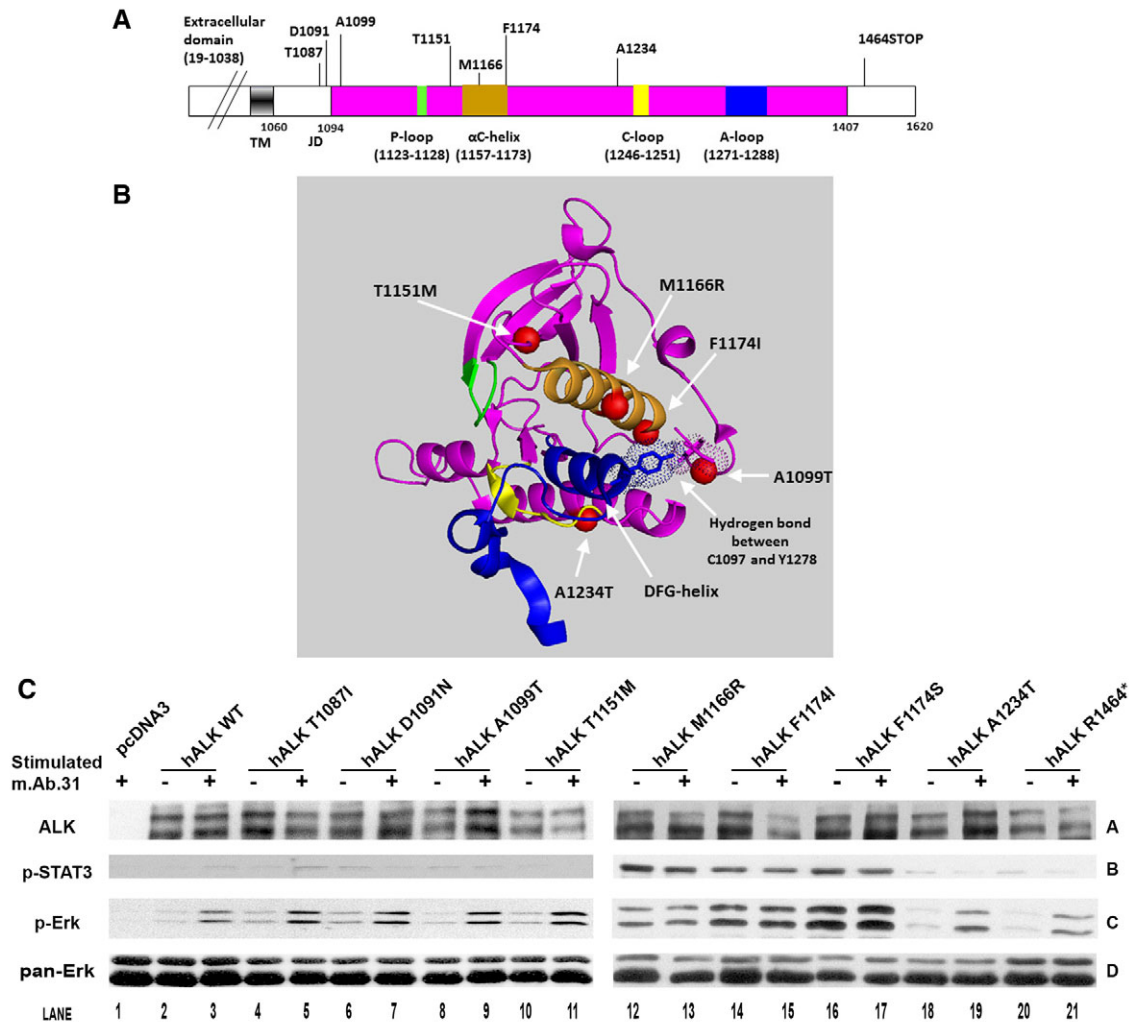 A
Extracellular
domain
(19-1038)
D1091
T1087
A1099
T1151
M1166
F1174
A1234
1464STOP
TM
1060
JD
1094
P-loop
(1123-1128)
αC-helix
(1157-1173)
C-loop
(1246-1251)
A-loop
(1271-1288)
1407
1620
B
T1151M
M1166R
F1174I
A1099T
Hydrogen bond
between
C1097 and Y1278
A1234T
DFG-helix
C
pcDNA3
hALK WT
hALK T1087I
hALK D1091N
hALK A1099T
hALK T1151M
hALK M1166R
hALK F1174I
hALK F1174S
hALK A1234T
hALK R1464*
Stimulated
m.Ab.31
+ - + - + - + - + - + - + - + - + - + - +
ALK A
p-STAT3 B
p-Erk C
pan-Erk D
LANE 1 2 3 4 5 6 7 8 9 10 11 12 13 14 15 16 17 18 19 20 21